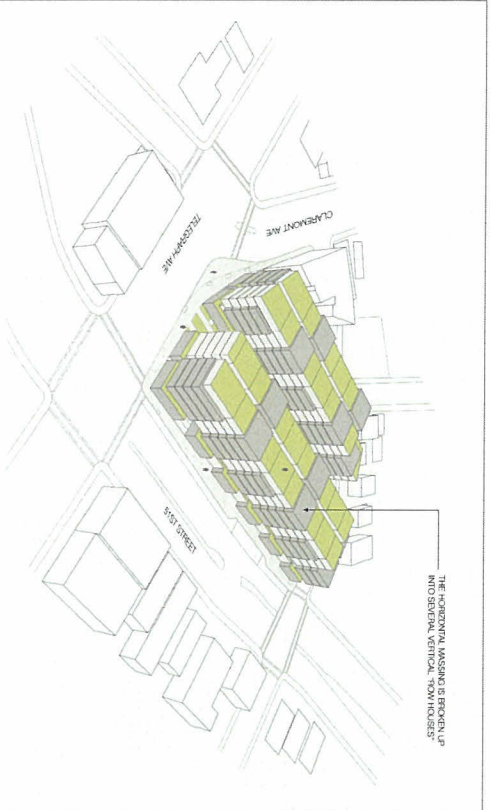 THE HORIZONTAL MASSING IS BROKEN UP
INTO SEVERAL VERTICAL "ROW HOUSES"
CLAREMONT AVE
TELEGRAPH AVE
51ST STREET